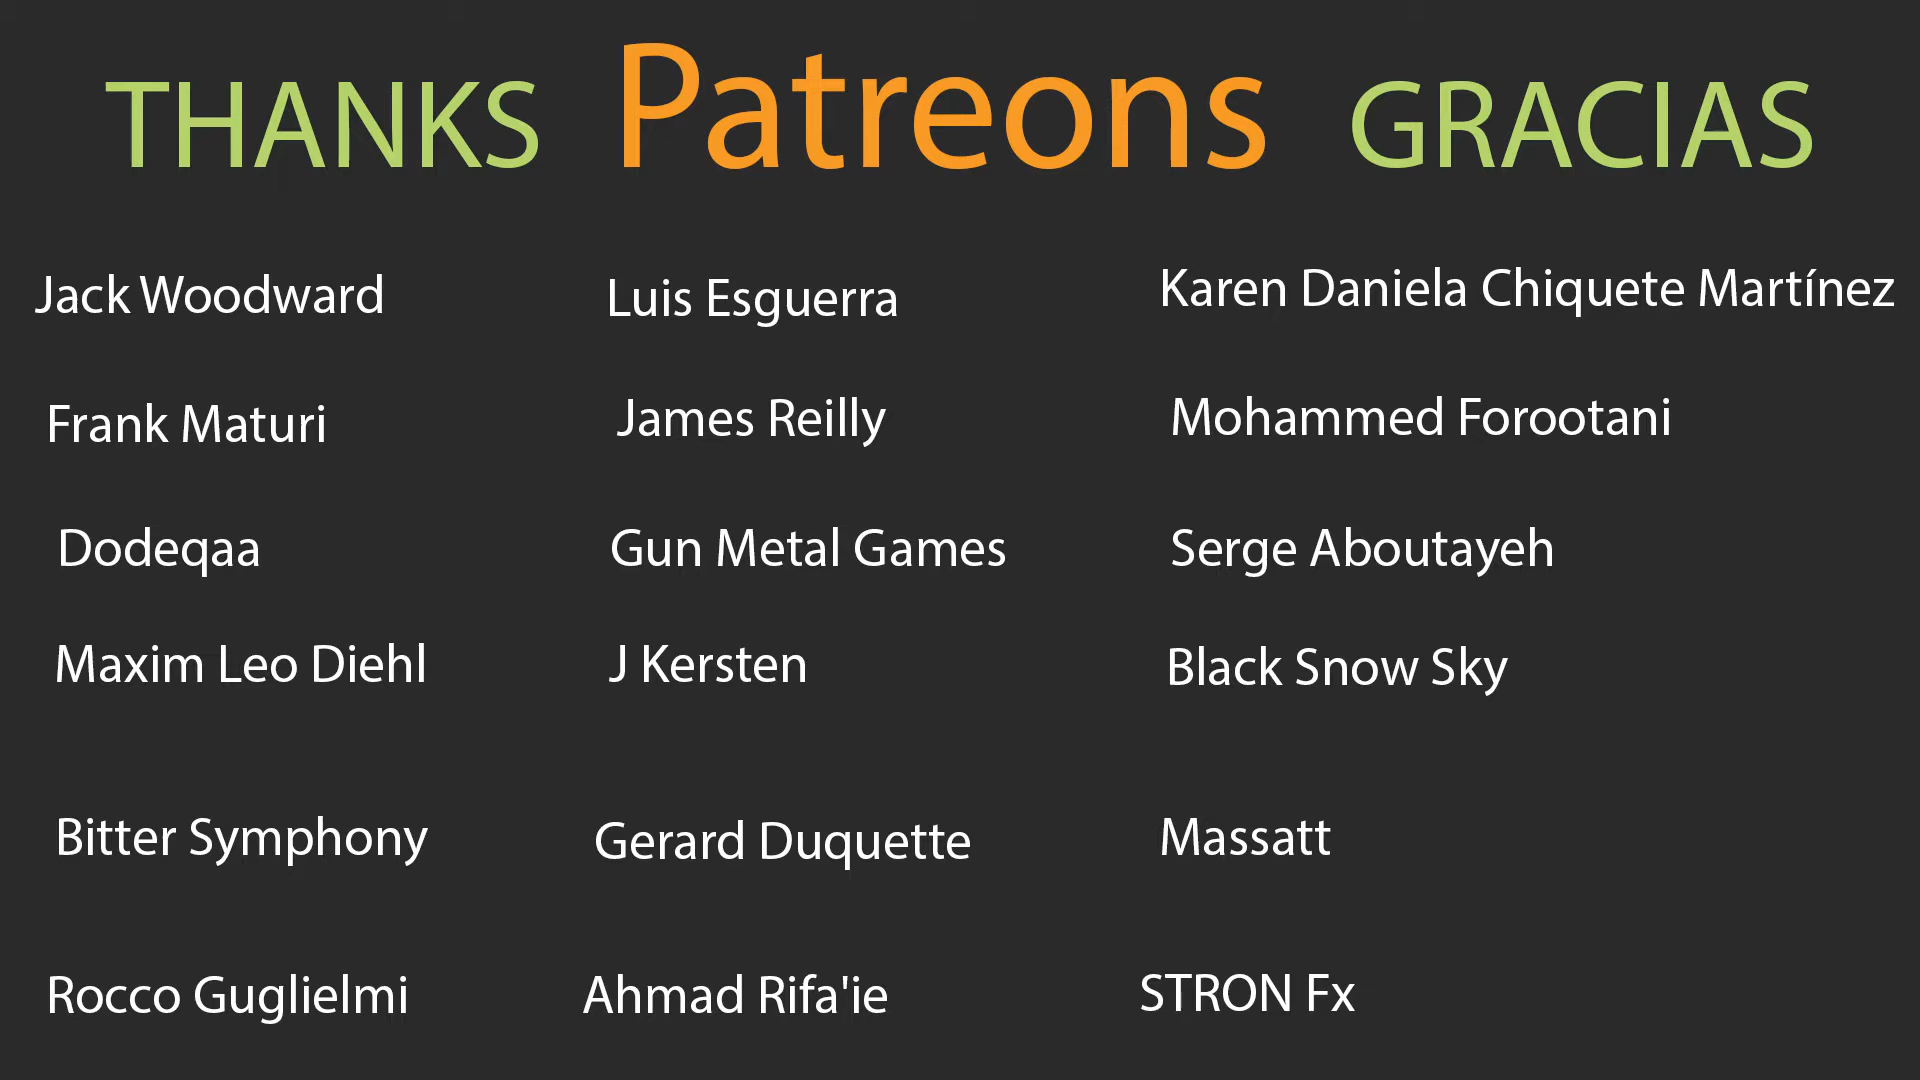 THANKS Patreons GRACIAS
Jack Woodward Luis Esguerra Karen Daniela Chiquete Martínez
Frank Maturi James Reilly Mohammed Forootani
Dodeqaa Gun Metal Games Serge Aboutayeh
Maxim Leo Diehl J Kersten Black Snow Sky
Bitter Symphony Gerard Duquette Massatt
Rocco Guglielmi Ahmad Rifa'ie STRON Fx